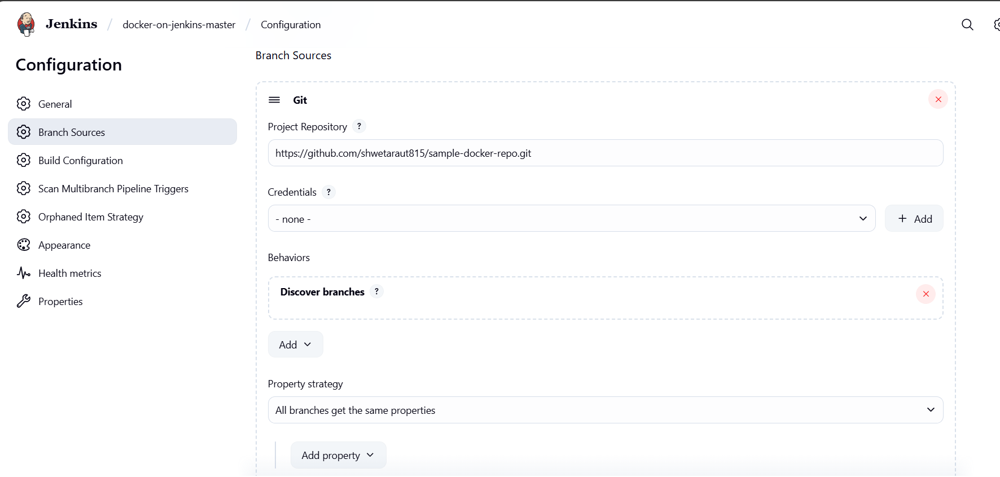 Jenkins / docker-on-jenkins-master / Configuration
Configuration
General
Branch Sources
Build Configuration
Scan Multibranch Pipeline Triggers
Orphaned Item Strategy
Appearance
Health metrics
Properties
Branch Sources
Git
Project Repository ?
https://github.com/shwetaraut815/sample-docker-repo.git
Credentials ?
- none -
+ Add
Behaviors
Discover branches ?
Add
Property strategy
All branches get the same properties
Add property